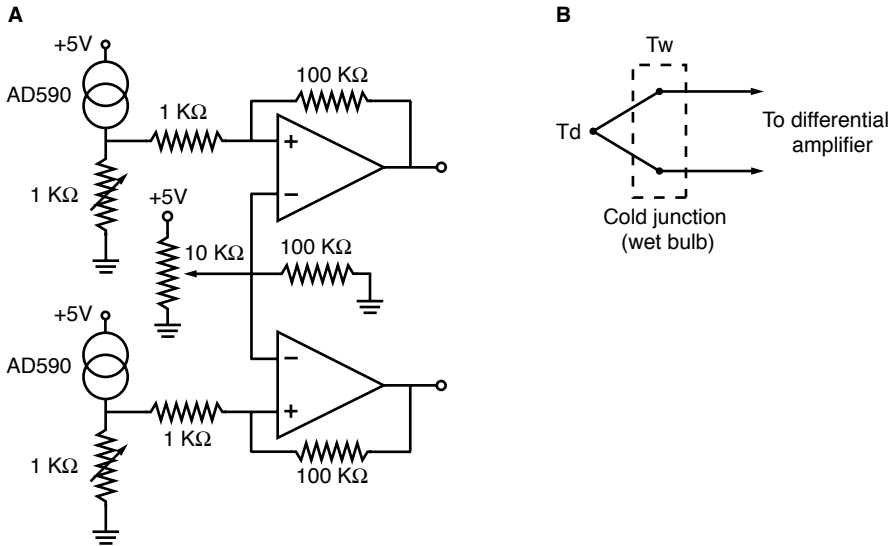 A
+5V
AD590
1 KΩ
1 KΩ
100 KΩ
+
−
+5V
10 KΩ
100 KΩ
+5V
AD590
1 KΩ
1 KΩ
−
+
100 KΩ
B
Tw
Td
To differential
amplifier
Cold junction
(wet bulb)